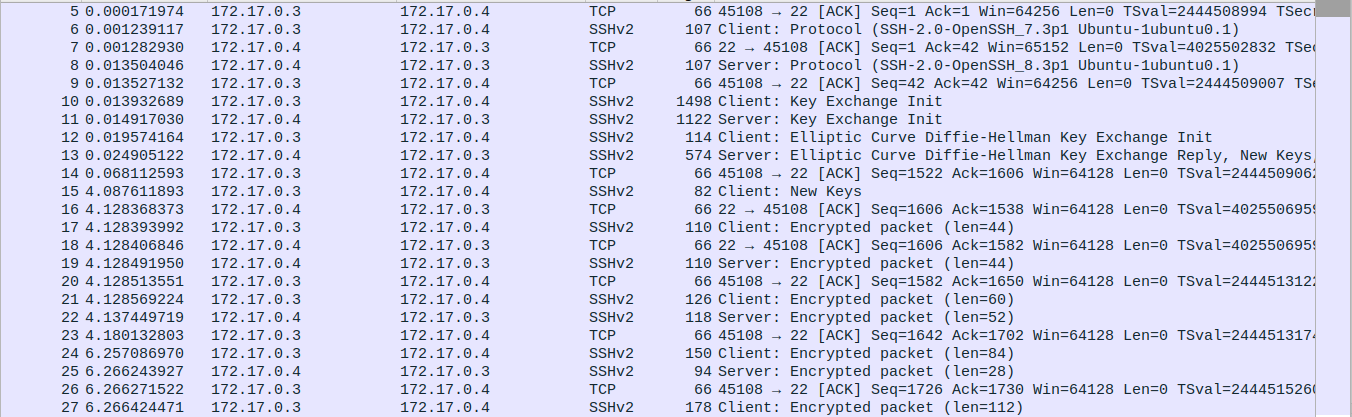 5 0.000171974 172.17.0.3 172.17.0.4 TCP 66 45108 → 22 [ACK] Seq=1 Ack=1 Win=64256 Len=0 TSval=2444508994 TSecr
6 0.001239117 172.17.0.3 172.17.0.4 SSHv2 107 Client: Protocol (SSH-2.0-OpenSSH_7.3p1 Ubuntu-1ubuntu0.1)
7 0.001282930 172.17.0.4 172.17.0.3 TCP 66 22 → 45108 [ACK] Seq=1 Ack=42 Win=65152 Len=0 TSval=4025502832 TSec
8 0.013504046 172.17.0.4 172.17.0.3 SSHv2 107 Server: Protocol (SSH-2.0-OpenSSH_8.3p1 Ubuntu-1ubuntu0.1)
9 0.013527132 172.17.0.3 172.17.0.4 TCP 66 45108 → 22 [ACK] Seq=42 Ack=42 Win=64256 Len=0 TSval=2444509007 TSe
10 0.013932689 172.17.0.3 172.17.0.4 SSHv2 1498 Client: Key Exchange Init
11 0.014917030 172.17.0.4 172.17.0.3 SSHv2 1122 Server: Key Exchange Init
12 0.019574164 172.17.0.3 172.17.0.4 SSHv2 114 Client: Elliptic Curve Diffie-Hellman Key Exchange Init
13 0.024905122 172.17.0.4 172.17.0.3 SSHv2 574 Server: Elliptic Curve Diffie-Hellman Key Exchange Reply, New Keys,
14 0.068112593 172.17.0.3 172.17.0.4 TCP 66 45108 → 22 [ACK] Seq=1522 Ack=1606 Win=64128 Len=0 TSval=2444509062
15 4.087611893 172.17.0.3 172.17.0.4 SSHv2 82 Client: New Keys
16 4.128368373 172.17.0.4 172.17.0.3 TCP 66 22 → 45108 [ACK] Seq=1606 Ack=1538 Win=64128 Len=0 TSval=4025506959
17 4.128393992 172.17.0.3 172.17.0.4 SSHv2 110 Client: Encrypted packet (len=44)
18 4.128406846 172.17.0.4 172.17.0.3 TCP 66 22 → 45108 [ACK] Seq=1606 Ack=1582 Win=64128 Len=0 TSval=4025506959
19 4.128491950 172.17.0.4 172.17.0.3 SSHv2 110 Server: Encrypted packet (len=44)
20 4.128513551 172.17.0.3 172.17.0.4 TCP 66 45108 → 22 [ACK] Seq=1582 Ack=1650 Win=64128 Len=0 TSval=2444513122
21 4.128569224 172.17.0.3 172.17.0.4 SSHv2 126 Client: Encrypted packet (len=60)
22 4.137449719 172.17.0.4 172.17.0.3 SSHv2 118 Server: Encrypted packet (len=52)
23 4.180132803 172.17.0.3 172.17.0.4 TCP 66 45108 → 22 [ACK] Seq=1642 Ack=1702 Win=64128 Len=0 TSval=2444513174
24 6.257086970 172.17.0.3 172.17.0.4 SSHv2 150 Client: Encrypted packet (len=84)
25 6.266243927 172.17.0.4 172.17.0.3 SSHv2 94 Server: Encrypted packet (len=28)
26 6.266271522 172.17.0.3 172.17.0.4 TCP 66 45108 → 22 [ACK] Seq=1726 Ack=1730 Win=64128 Len=0 TSval=2444515260
27 6.266424471 172.17.0.3 172.17.0.4 SSHv2 178 Client: Encrypted packet (len=112)